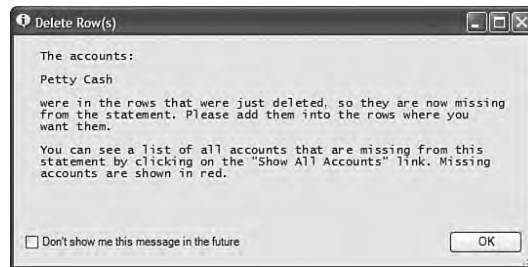 Delete Row(s)
The accounts:
Petty Cash
were in the rows that were just deleted, so they are now missing
from the statement. Please add them into the rows where you
want them.
You can see a list of all accounts that are missing from this
statement by clicking on the "Show All Accounts" link. Missing
accounts are shown in red.
Don't show me this message in the future
OK